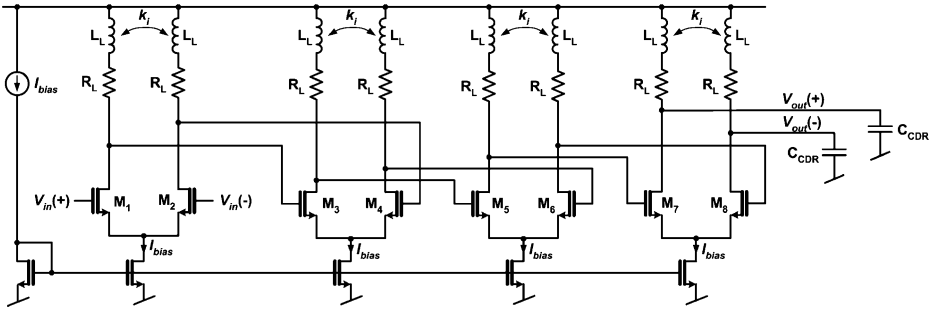 k_i k_i k_i k_i
L_L L_L L_L L_L L_L L_L L_L L_L
I_bias
R_L R_L R_L R_L R_L R_L R_L R_L
V_out(+)
V_out(-)
C_CDR
C_CDR
V_in(+) M_1 M_2 V_in(-) M_3 M_4 M_5 M_6 M_7 M_8
I_bias I_bias I_bias I_bias